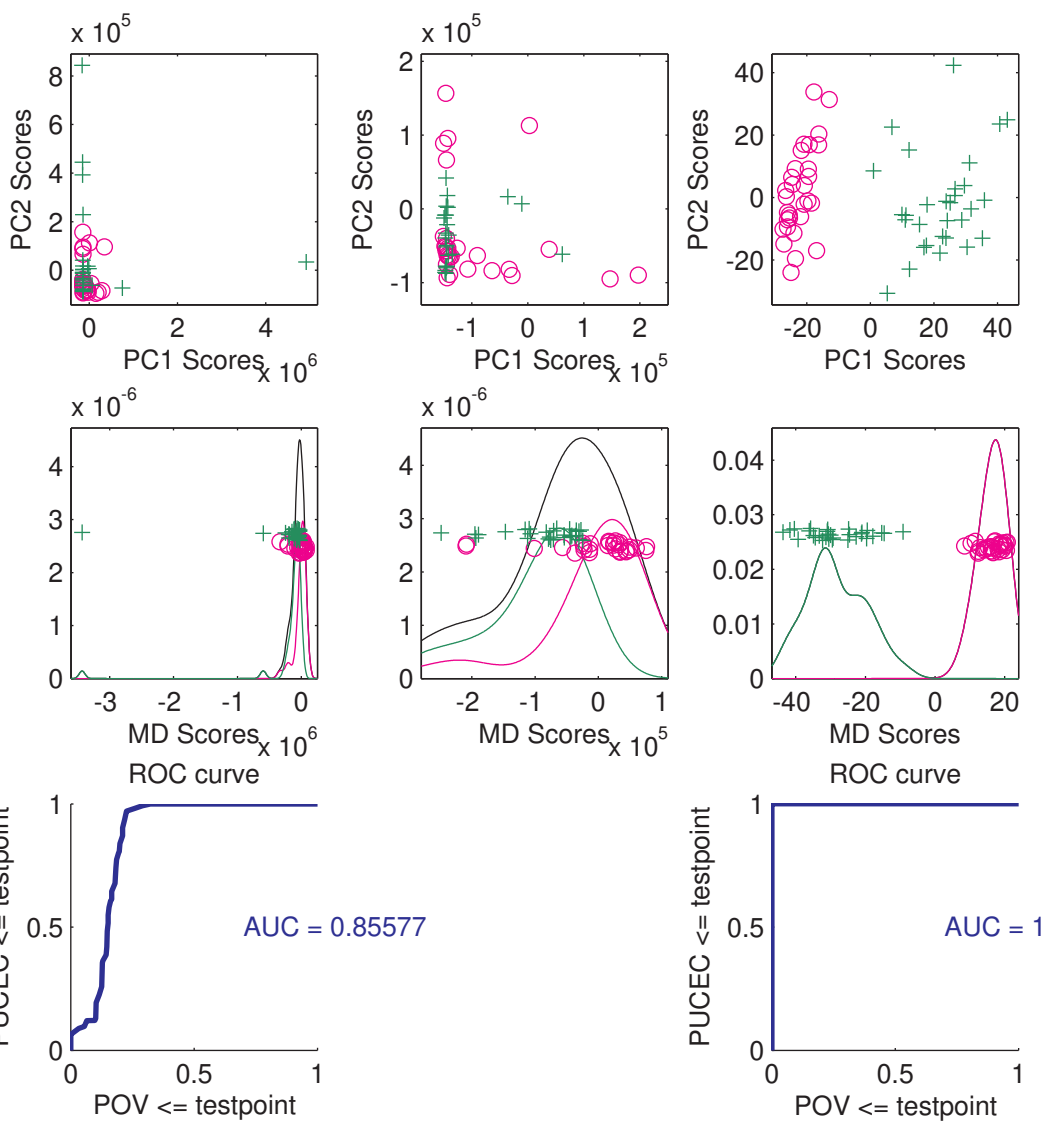 x 10^5
PC2 Scores
8
6
4
2
0
0 2 4
PC1 Scores x 10^6
x 10^5
PC2 Scores
2
1
0
-1
-1 0 1 2
PC1 Scores x 10^5
PC2 Scores
40
20
0
-20
-20 0 20 40
PC1 Scores
x 10^-6
4
3
2
1
0
-3 -2 -1 0
MD Scores x 10^6
x 10^-6
4
3
2
1
0
-2 -1 0 1
MD Scores x 10^5
0.04
0.03
0.02
0.01
0
-40 -20 0 20
MD Scores
ROC curve
PUCEC <= testpoint
1
0.5
0
AUC = 0.85577
0 0.5 1
POV <= testpoint
ROC curve
PUCEC <= testpoint
1
0.5
0
AUC = 1
0 0.5 1
POV <= testpoint